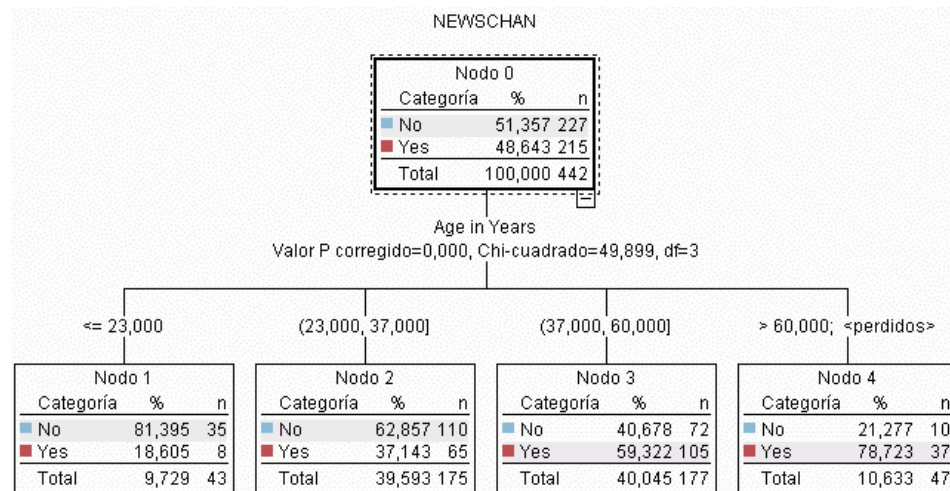 NEWSCHAN
Nodo 0
Categoría % n
No 51,357 227
Yes 48,643 215
Total 100,000 442
Age in Years
Valor P corregido=0,000, Chi-cuadrado=49,899, df=3
<= 23,000
(23,000, 37,000]
(37,000, 60,000]
> 60,000; <perdidos>
Nodo 1
Categoría % n
No 81,395 35
Yes 18,605 8
Total 9,729 43
Nodo 2
Categoría % n
No 62,857 110
Yes 37,143 65
Total 39,593 175
Nodo 3
Categoría % n
No 40,678 72
Yes 59,322 105
Total 40,045 177
Nodo 4
Categoría % n
No 21,277 10
Yes 78,723 37
Total 10,633 47